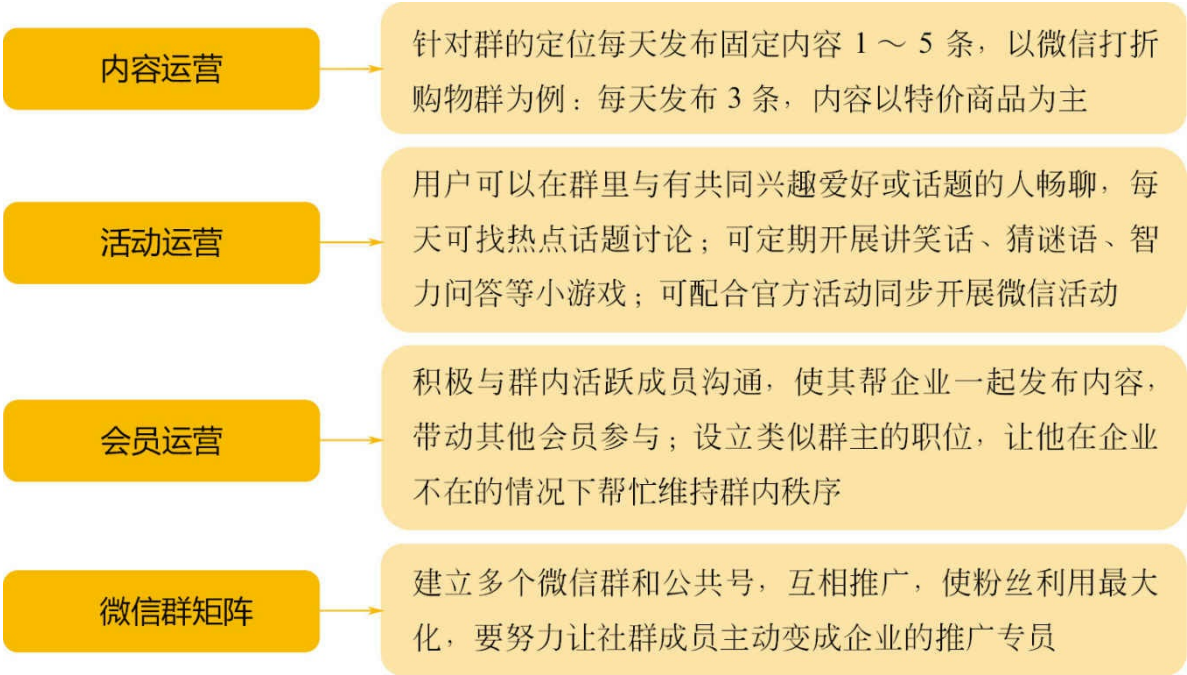 内容运营
针对群的定位每天发布固定内容 1～5 条，以微信打折
购物群为例：每天发布 3 条，内容以特价商品为主
活动运营
用户可以在群里与有共同兴趣爱好或话题的人畅聊，每
天可找热点话题讨论；可定期开展讲笑话、猜谜语、智
力问答等小游戏；可配合官方活动同步开展微信活动
会员运营
积极与群内活跃成员沟通，使其帮企业一起发布内容，
带动其他会员参与；设立类似群主的职位，让他在企业
不在的情况下帮忙维持群内秩序
微信群矩阵
建立多个微信群和公共号，互相推广，使粉丝利用最大
化，要努力让社群成员主动变成企业的推广专员